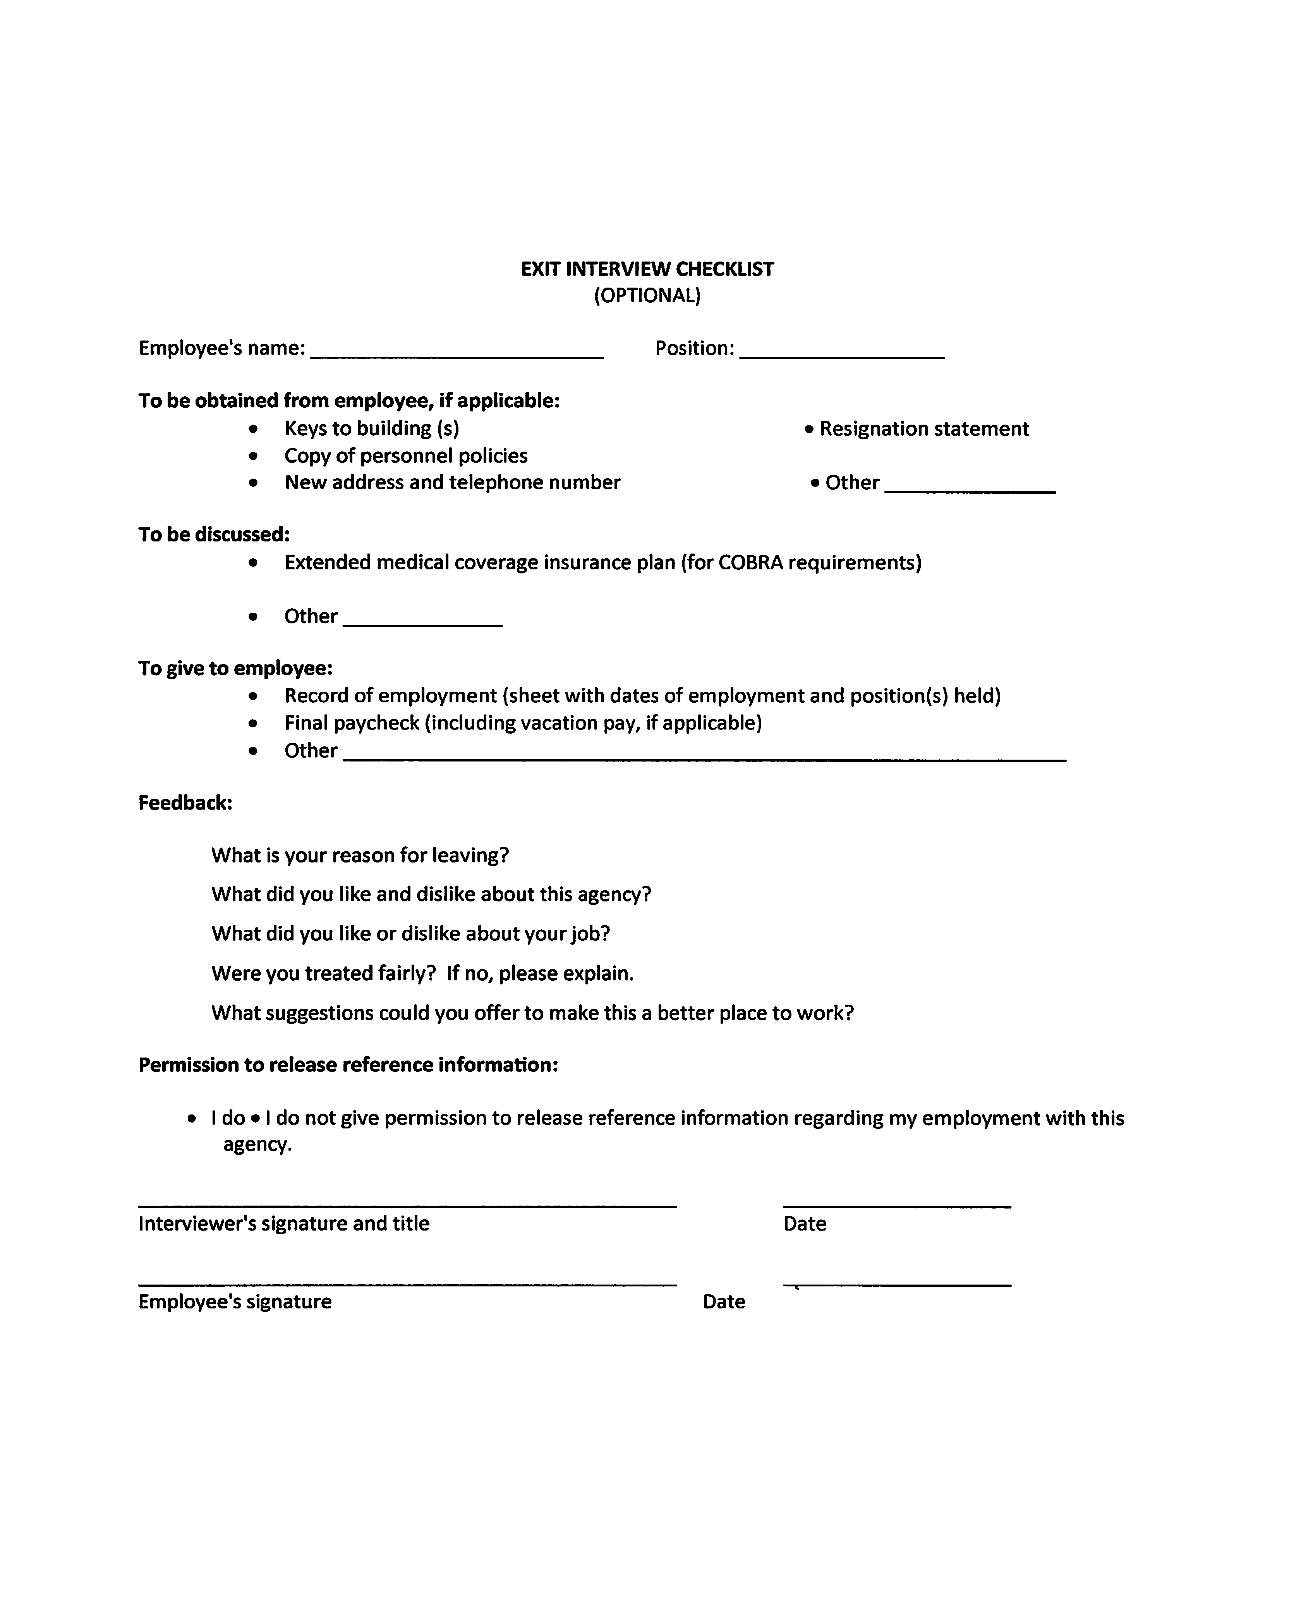 EXIT INTERVIEW CHECKLIST
(OPTIONAL)
Employee's name: __________________________ Position: __________________
To be obtained from employee, if applicable:
• Keys to building (s) • Resignation statement
• Copy of personnel policies
• New address and telephone number • Other _______________
To be discussed:
• Extended medical coverage insurance plan (for COBRA requirements)
• Other ______________
To give to employee:
• Record of employment (sheet with dates of employment and position(s) held)
• Final paycheck (including vacation pay, if applicable)
• Other ________________________________________________________________
Feedback:
What is your reason for leaving?
What did you like and dislike about this agency?
What did you like or dislike about your job?
Were you treated fairly? If no, please explain.
What suggestions could you offer to make this a better place to work?
Permission to release reference information:
• I do • I do not give permission to release reference information regarding my employment with this
agency.
Interviewer's signature and title Date
Employee's signature Date